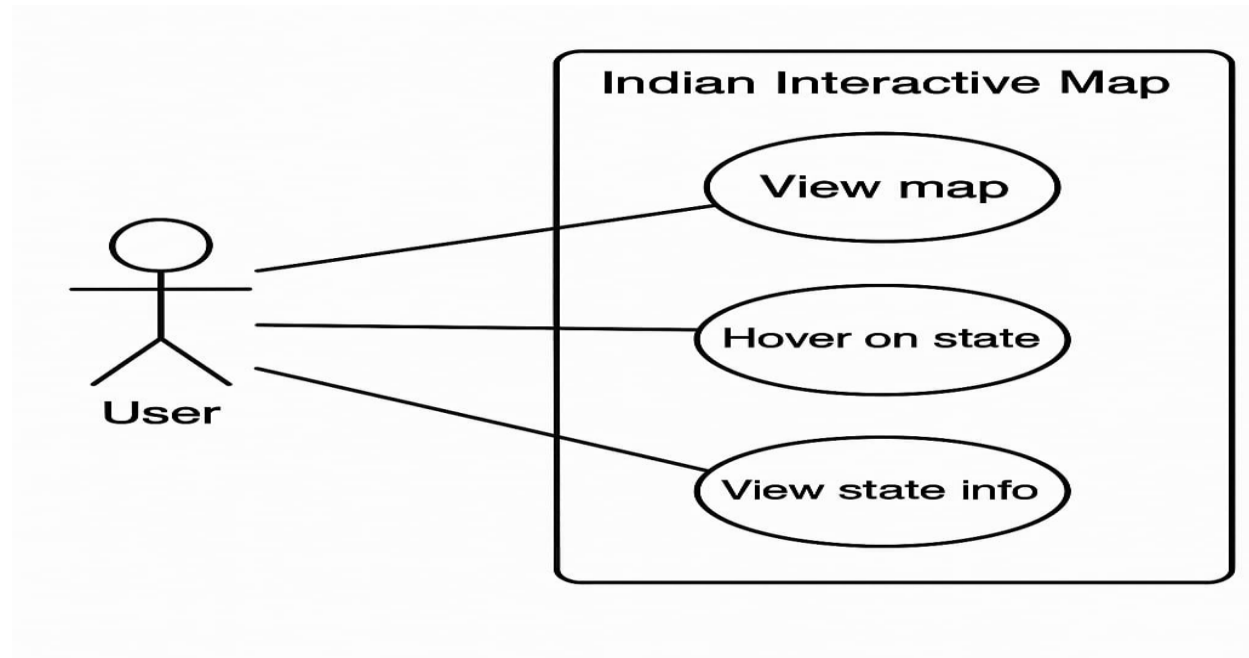 Indian Interactive Map
View map
Hover on state
View state info
User